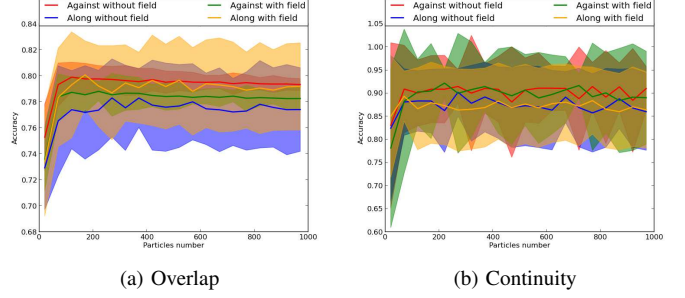 Against without field
Against with field
Along without field
Along with field
0.84
0.82
0.80
0.78
0.76
0.74
0.72
0.70
0.68
Accuracy
0
200
400
600
800
1000
Particles number
(a) Overlap
Against without field
Against with field
Along without field
Along with field
1.05
1.00
0.95
0.90
0.85
0.80
0.75
0.70
0.65
0.60
Accuracy
0
200
400
600
800
1000
Particles number
(b) Continuity